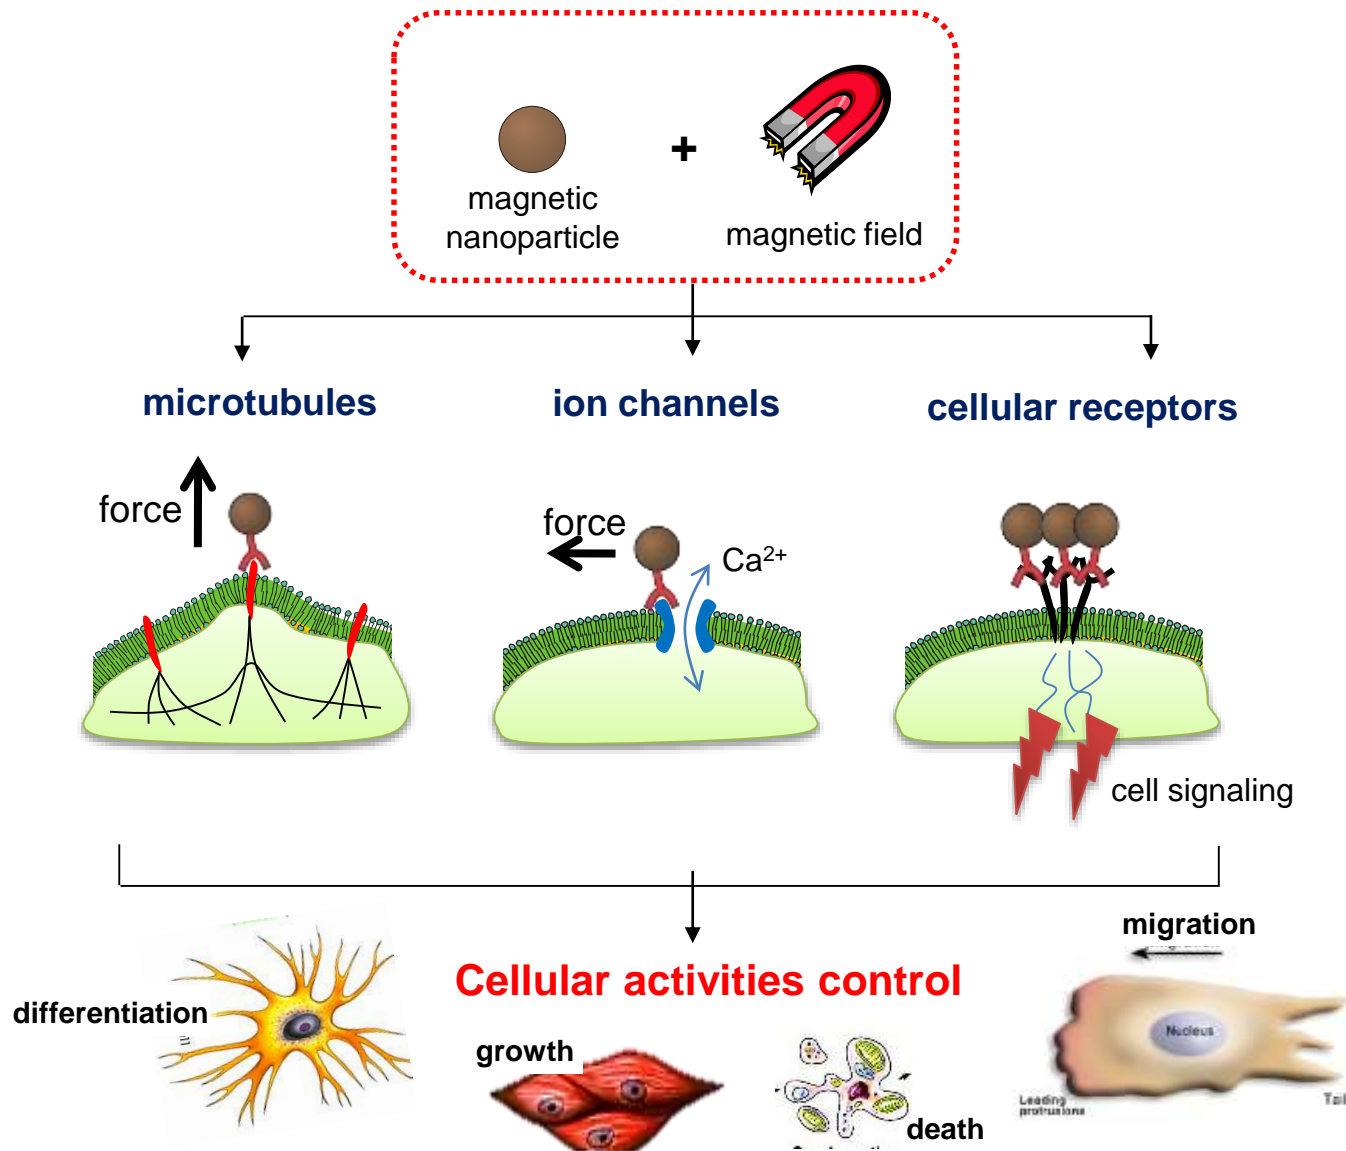 +
magnetic
nanoparticle
magnetic field
microtubules
ion channels
cellular receptors
force
force
Ca²⁺
cell signaling
migration
Cellular activities control
differentiation
growth
death
Nucleus
Leading
protrusions
Tail